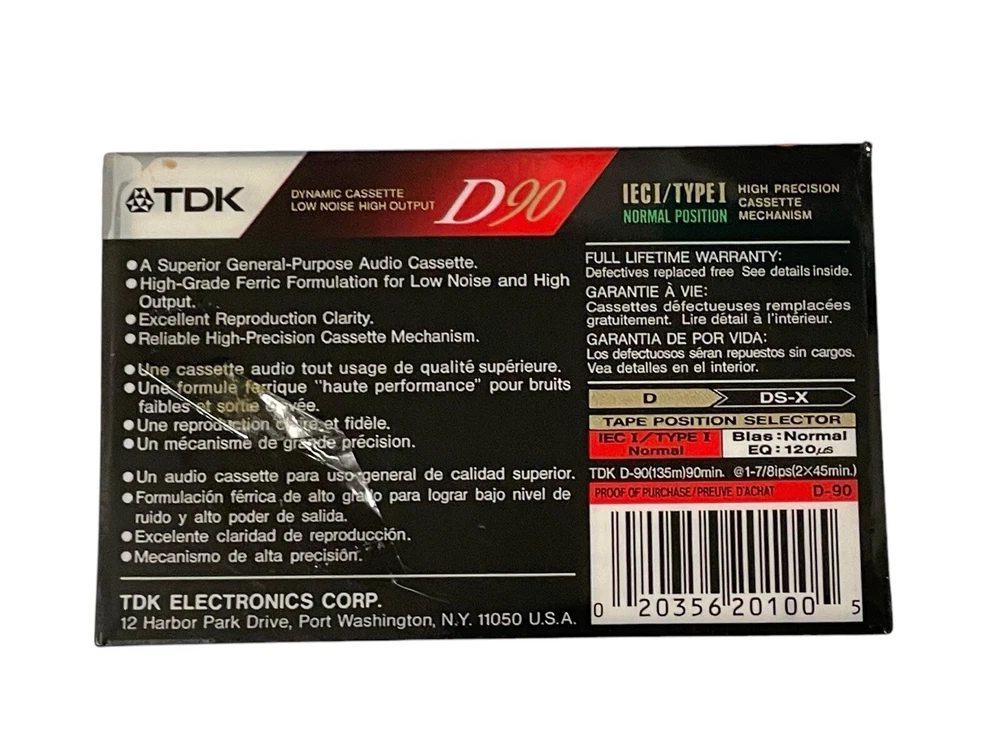 TDK
DYNAMIC CASSETTE
LOW NOISE HIGH OUTPUT
D90
IEC I/TYPE I
NORMAL POSITION
HIGH PRECISION
CASSETTE
MECHANISM
●A Superior General-Purpose Audio Cassette.
●High-Grade Ferric Formulation for Low Noise and High
Output.
●Excellent Reproduction Clarity.
●Reliable High-Precision Cassette Mechanism.
●Une cassette audio tout usage de qualité supérieure.
●Une formule ferrique "haute performance" pour bruits
faibles et sortie élevée.
●Une reproduction claire et fidèle.
●Un mécanisme de grande précision.
●Un audio cassette para uso general de calidad superior.
●Formulación férrica de alto grado para lograr bajo nivel de
ruido y alto poder de salida.
●Excelente claridad de reproducción.
●Mecanismo de alta precisión.
TDK ELECTRONICS CORP.
12 Harbor Park Drive, Port Washington, N.Y. 11050 U.S.A.
FULL LIFETIME WARRANTY:
Defectives replaced free See details inside.
GARANTIE À VIE:
Cassettes défectueuses remplacées
gratuitement. Lire détail à l'intérieur.
GARANTIA DE POR VIDA:
Los defectuosos séran repuestos sin cargos.
Vea detalles en el interior.
D DS-X
TAPE POSITION SELECTOR
IEC I/TYPE I
Normal
Bias:Normal
EQ:120µs
TDK D-90(135m)90min. @1-7/8ips(2×45min.)
PROOF OF PURCHASE/PREUVE D'ACHAT D-90
0 20356 20100 5